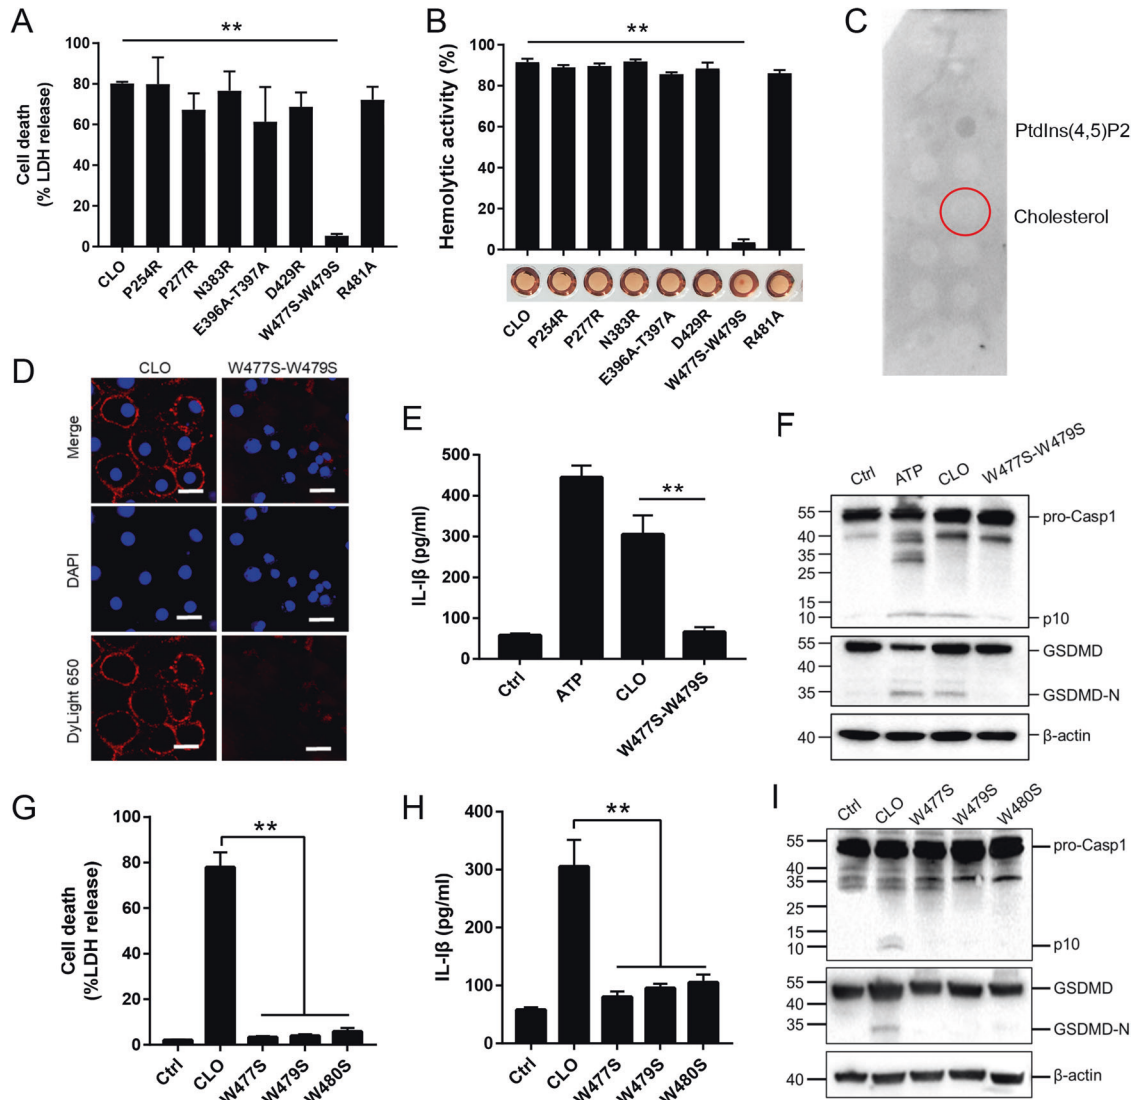 A
Cell death
(% LDH release)
100
80
60
40
20
0
**
CLO
P254R
P277R
N383R
E396A-T397A
D429R
W477S-W479S
R481A
B
Hemolytic activity (%)
100
80
60
40
20
0
**
CLO
P254R
P277R
N383R
E396A-T397A
D429R
W477S-W479S
R481A
C
PtdIns(4,5)P2
Cholesterol
D
CLO
W477S-W479S
Merge
DAPI
DyLight 650
E
IL-Iβ (pg/ml)
500
400
300
200
100
0
**
Ctrl
ATP
CLO
W477S-W479S
F
Ctrl
ATP
CLO
W477S-W479S
55
40
35
25
15
10
pro-Casp1
p10
55
40
35
GSDMD
GSDMD-N
40
β-actin
G
Cell death
(%LDH release)
100
80
60
40
20
0
**
Ctrl
CLO
W477S
W479S
W480S
H
IL-Iβ (pg/ml)
400
300
200
100
0
**
Ctrl
CLO
W477S
W479S
W480S
I
Ctrl
CLO
W477S
W479S
W480S
55
40
35
25
15
10
pro-Casp1
p10
55
40
35
GSDMD
GSDMD-N
40
β-actin